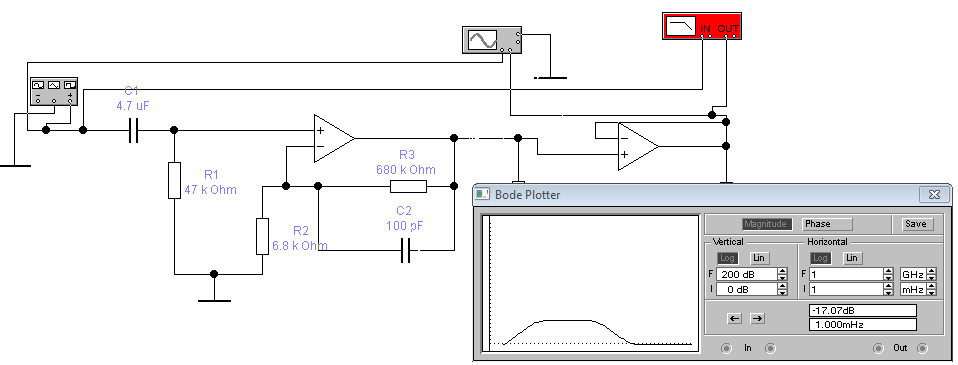 IN OUT
C1
4.7 uF
R1
47 k Ohm
R2
6.8 k Ohm
R3
680 k Ohm
C2
100 pF
Bode Plotter
Magnitude Phase Save
Vertical Horizontal
Log Lin Log Lin
F 200 dB F 1 GHz
I 0 dB I 1 mHz
-17.07dB
1.000mHz
In Out